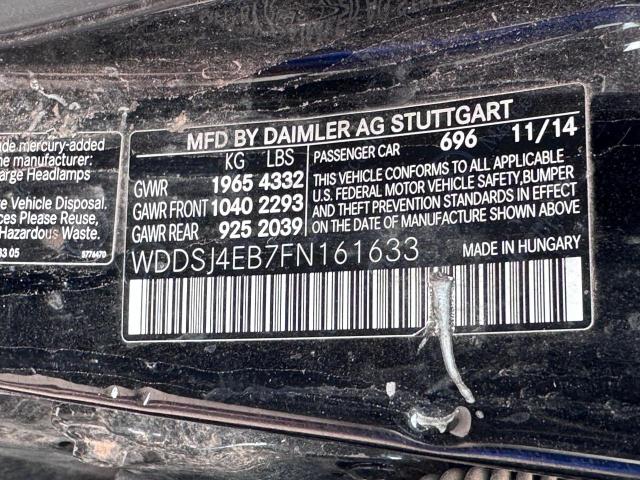 MFD BY DAIMLER AG STUTTGART
KG LBS
GVWR 1965 4332
GAWR FRONT 1040 2293
GAWR REAR 925 2039
PASSENGER CAR 696 11/14
THIS VEHICLE CONFORMS TO ALL APPLICABLE
U.S. FEDERAL MOTOR VEHICLE SAFETY,BUMPER
AND THEFT PREVENTION STANDARDS IN EFFECT
ON THE DATE OF MANUFACTURE SHOWN ABOVE.
WDDSJ4EB7FN161633
MADE IN HUNGARY
mercury-added
manufacturer:
Headlamps
Vehicle Disposal.
Please Reuse,
Hazardous Waste.
05